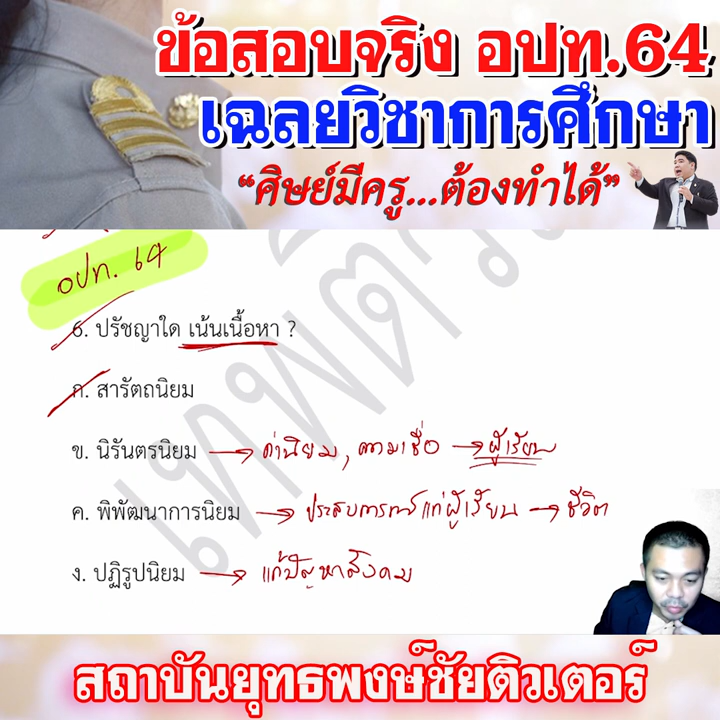 ข้อสอบจริง อปท.64
เฉลยวิชาการศึกษา
“ศิษย์มีครู...ต้องทำได้”
อปท. 64
6. ปรัชญาใด เน้นเนื้อหา ?
ก. สารัตถนิยม
ข. นิรันตรนิยม → ค่านิยม, ความเชื่อ → ผู้เรียน
ค. พิพัฒนาการนิยม → ประสบการณ์แก่ผู้เรียน → ชีวิต
ง. ปฏิรูปนิยม → แก้ปัญหาสังคม
สถาบันยุทธพงษ์ชัยติวเตอร์